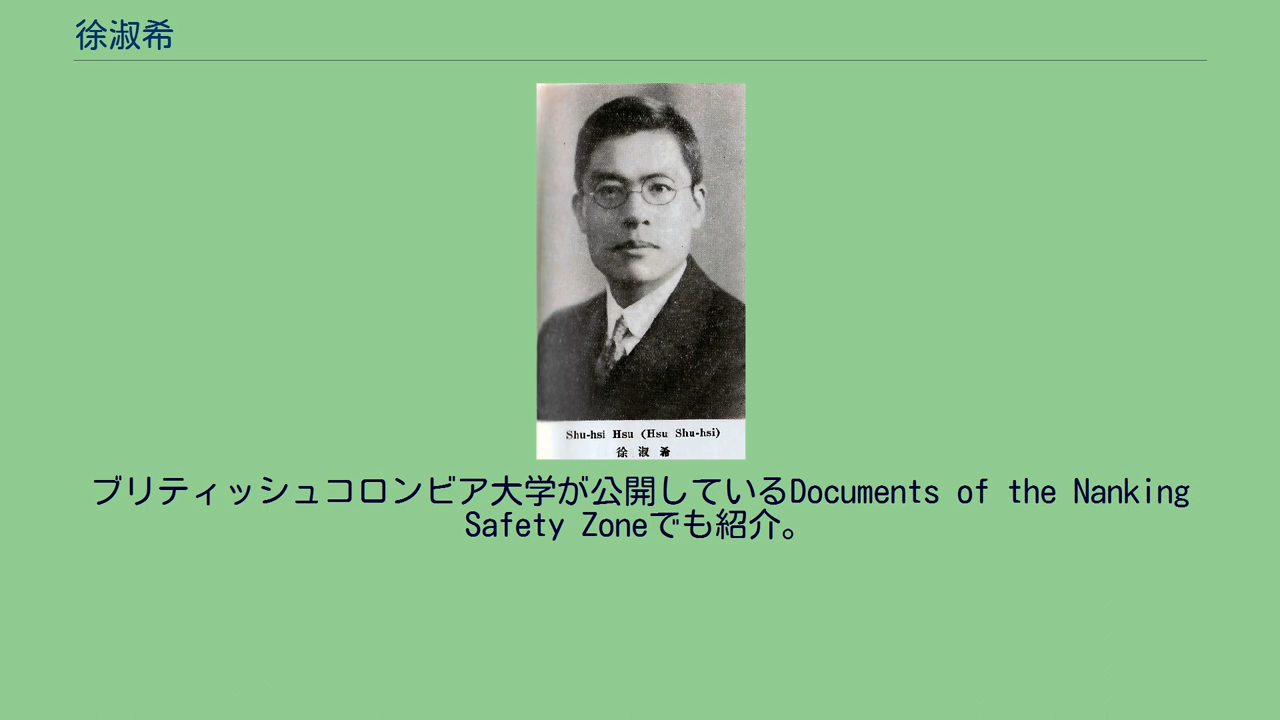 徐淑希
Shu-hsi Hsu (Hsu Shu-hsi)
徐 淑 希
ブリティッシュコロンビア大学が公開しているDocuments of the Nanking
Safety Zoneでも紹介。